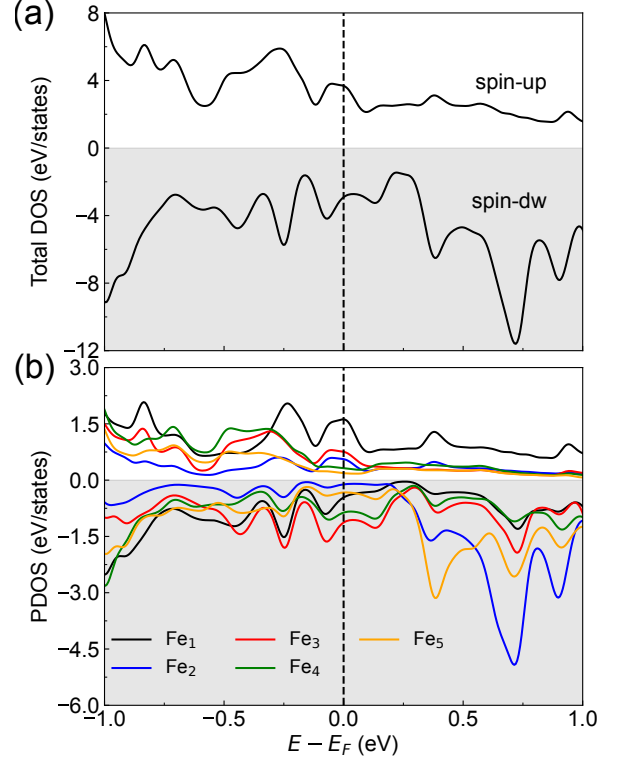 (a)
8
4
0
−4
−8
−12
Total DOS (eV/states)
spin-up
spin-dw
(b)
3.0
1.5
0.0
−1.5
−3.0
−4.5
−6.0
PDOS (eV/states)
Fe₁ Fe₃ Fe₅
Fe₂ Fe₄
−1.0 −0.5 0.0 0.5 1.0
E − E_F (eV)